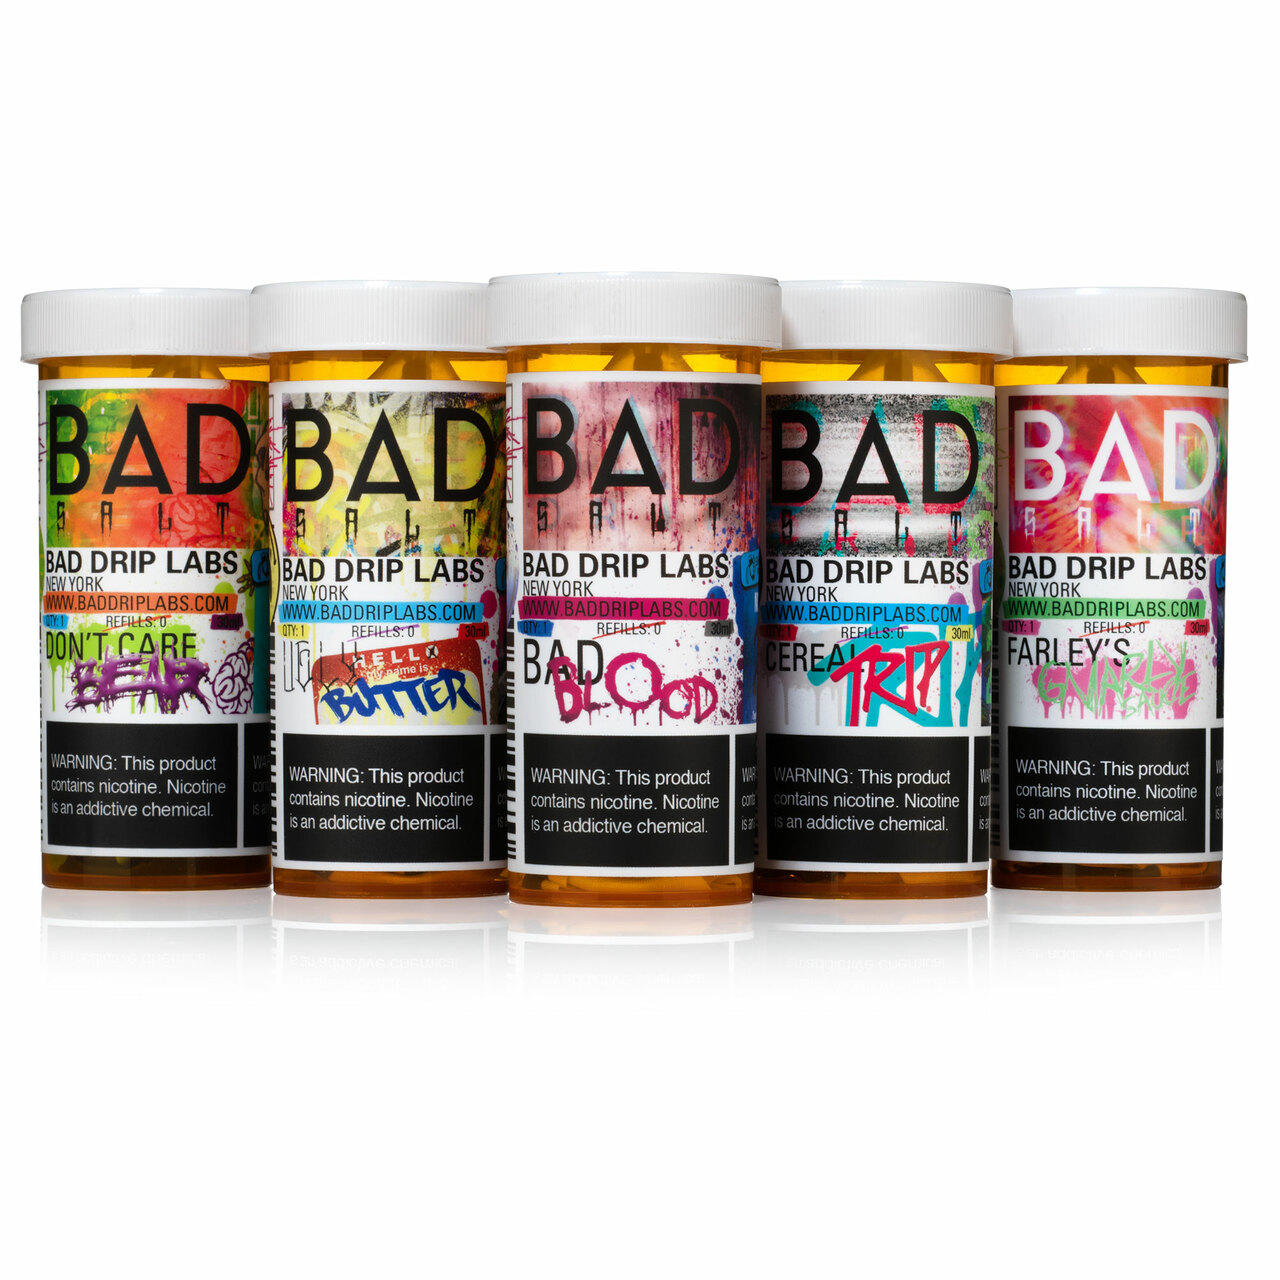 BAD
SALT
BAD DRIP LABS
NEW YORK
WWW.BADDRIPLABS.COM
QTY: 1
30ml
DON'T CARE
BEAR
WARNING: This product
contains nicotine. Nicotine
is an addictive chemical.
BAD
SALT
BAD DRIP LABS
NEW YORK
WWW.BADDRIPLABS.COM
QTY: 1 REFILLS: 0 30ml
UGLY
HELLO
my name is
BUTTER
WARNING: This product
contains nicotine. Nicotine
is an addictive chemical.
BAD
SALT
BAD DRIP LABS
NEW YORK
WWW.BADDRIPLABS.COM
QTY: 1 REFILLS: 0 30ml
BAD
BLOOD
WARNING: This product
contains nicotine. Nicotine
is an addictive chemical.
BAD
SALT
BAD DRIP LABS
NEW YORK
WWW.BADDRIPLABS.COM
QTY: 1 REFILLS: 0 30ml
CEREAL
TRIP
WARNING: This product
contains nicotine. Nicotine
is an addictive chemical.
BAD
SALT
BAD DRIP LABS
NEW YORK
WWW.BADDRIPLABS.COM
QTY: 1 REFILLS: 0 30ml
FARLEY'S
GNARLY
SAUCE
WARNING: This product
contains nicotine. Nicotine
is an addictive chemical.